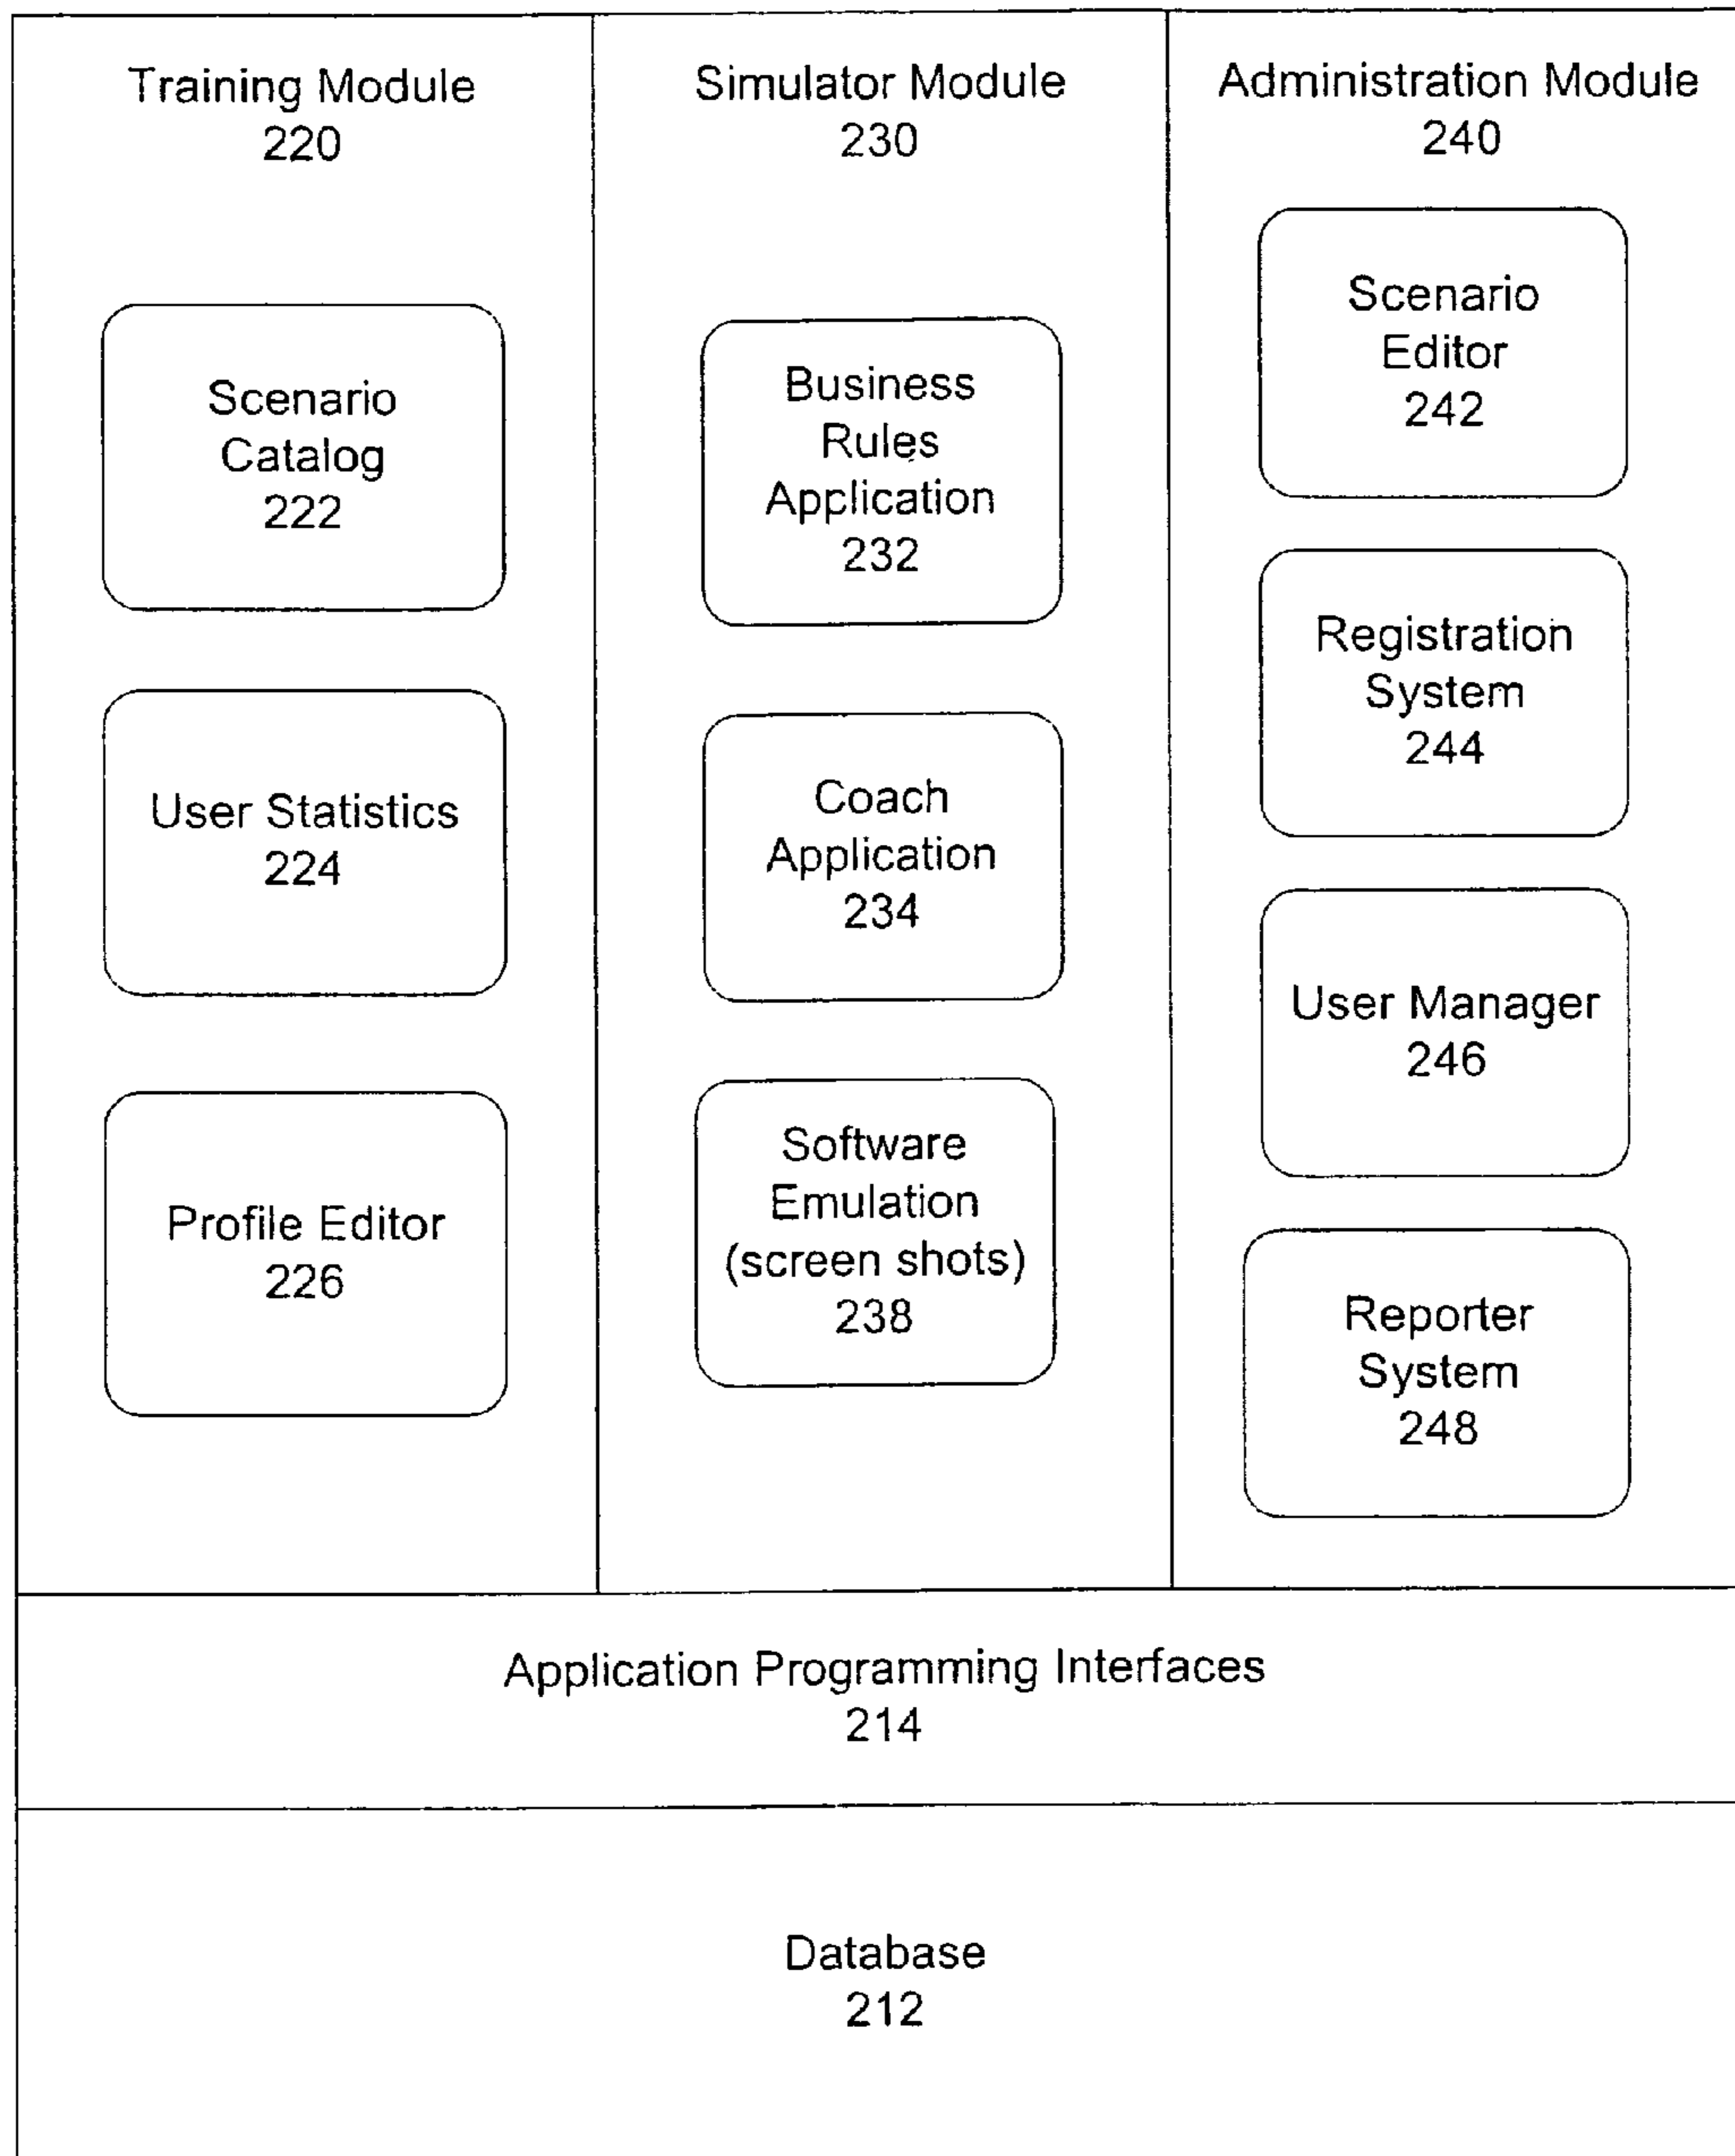 Training Module
220
Scenario
Catalog
222
User Statistics
224
Profile Editor
226
Simulator Module
230
Business
Rules
Application
232
Coach
Application
234
Software
Emulation
(screen shots)
238
Administration Module
240
Scenario
Editor
242
Registration
System
244
User Manager
246
Reporter
System
248
Application Programming Interfaces
214
Database
212